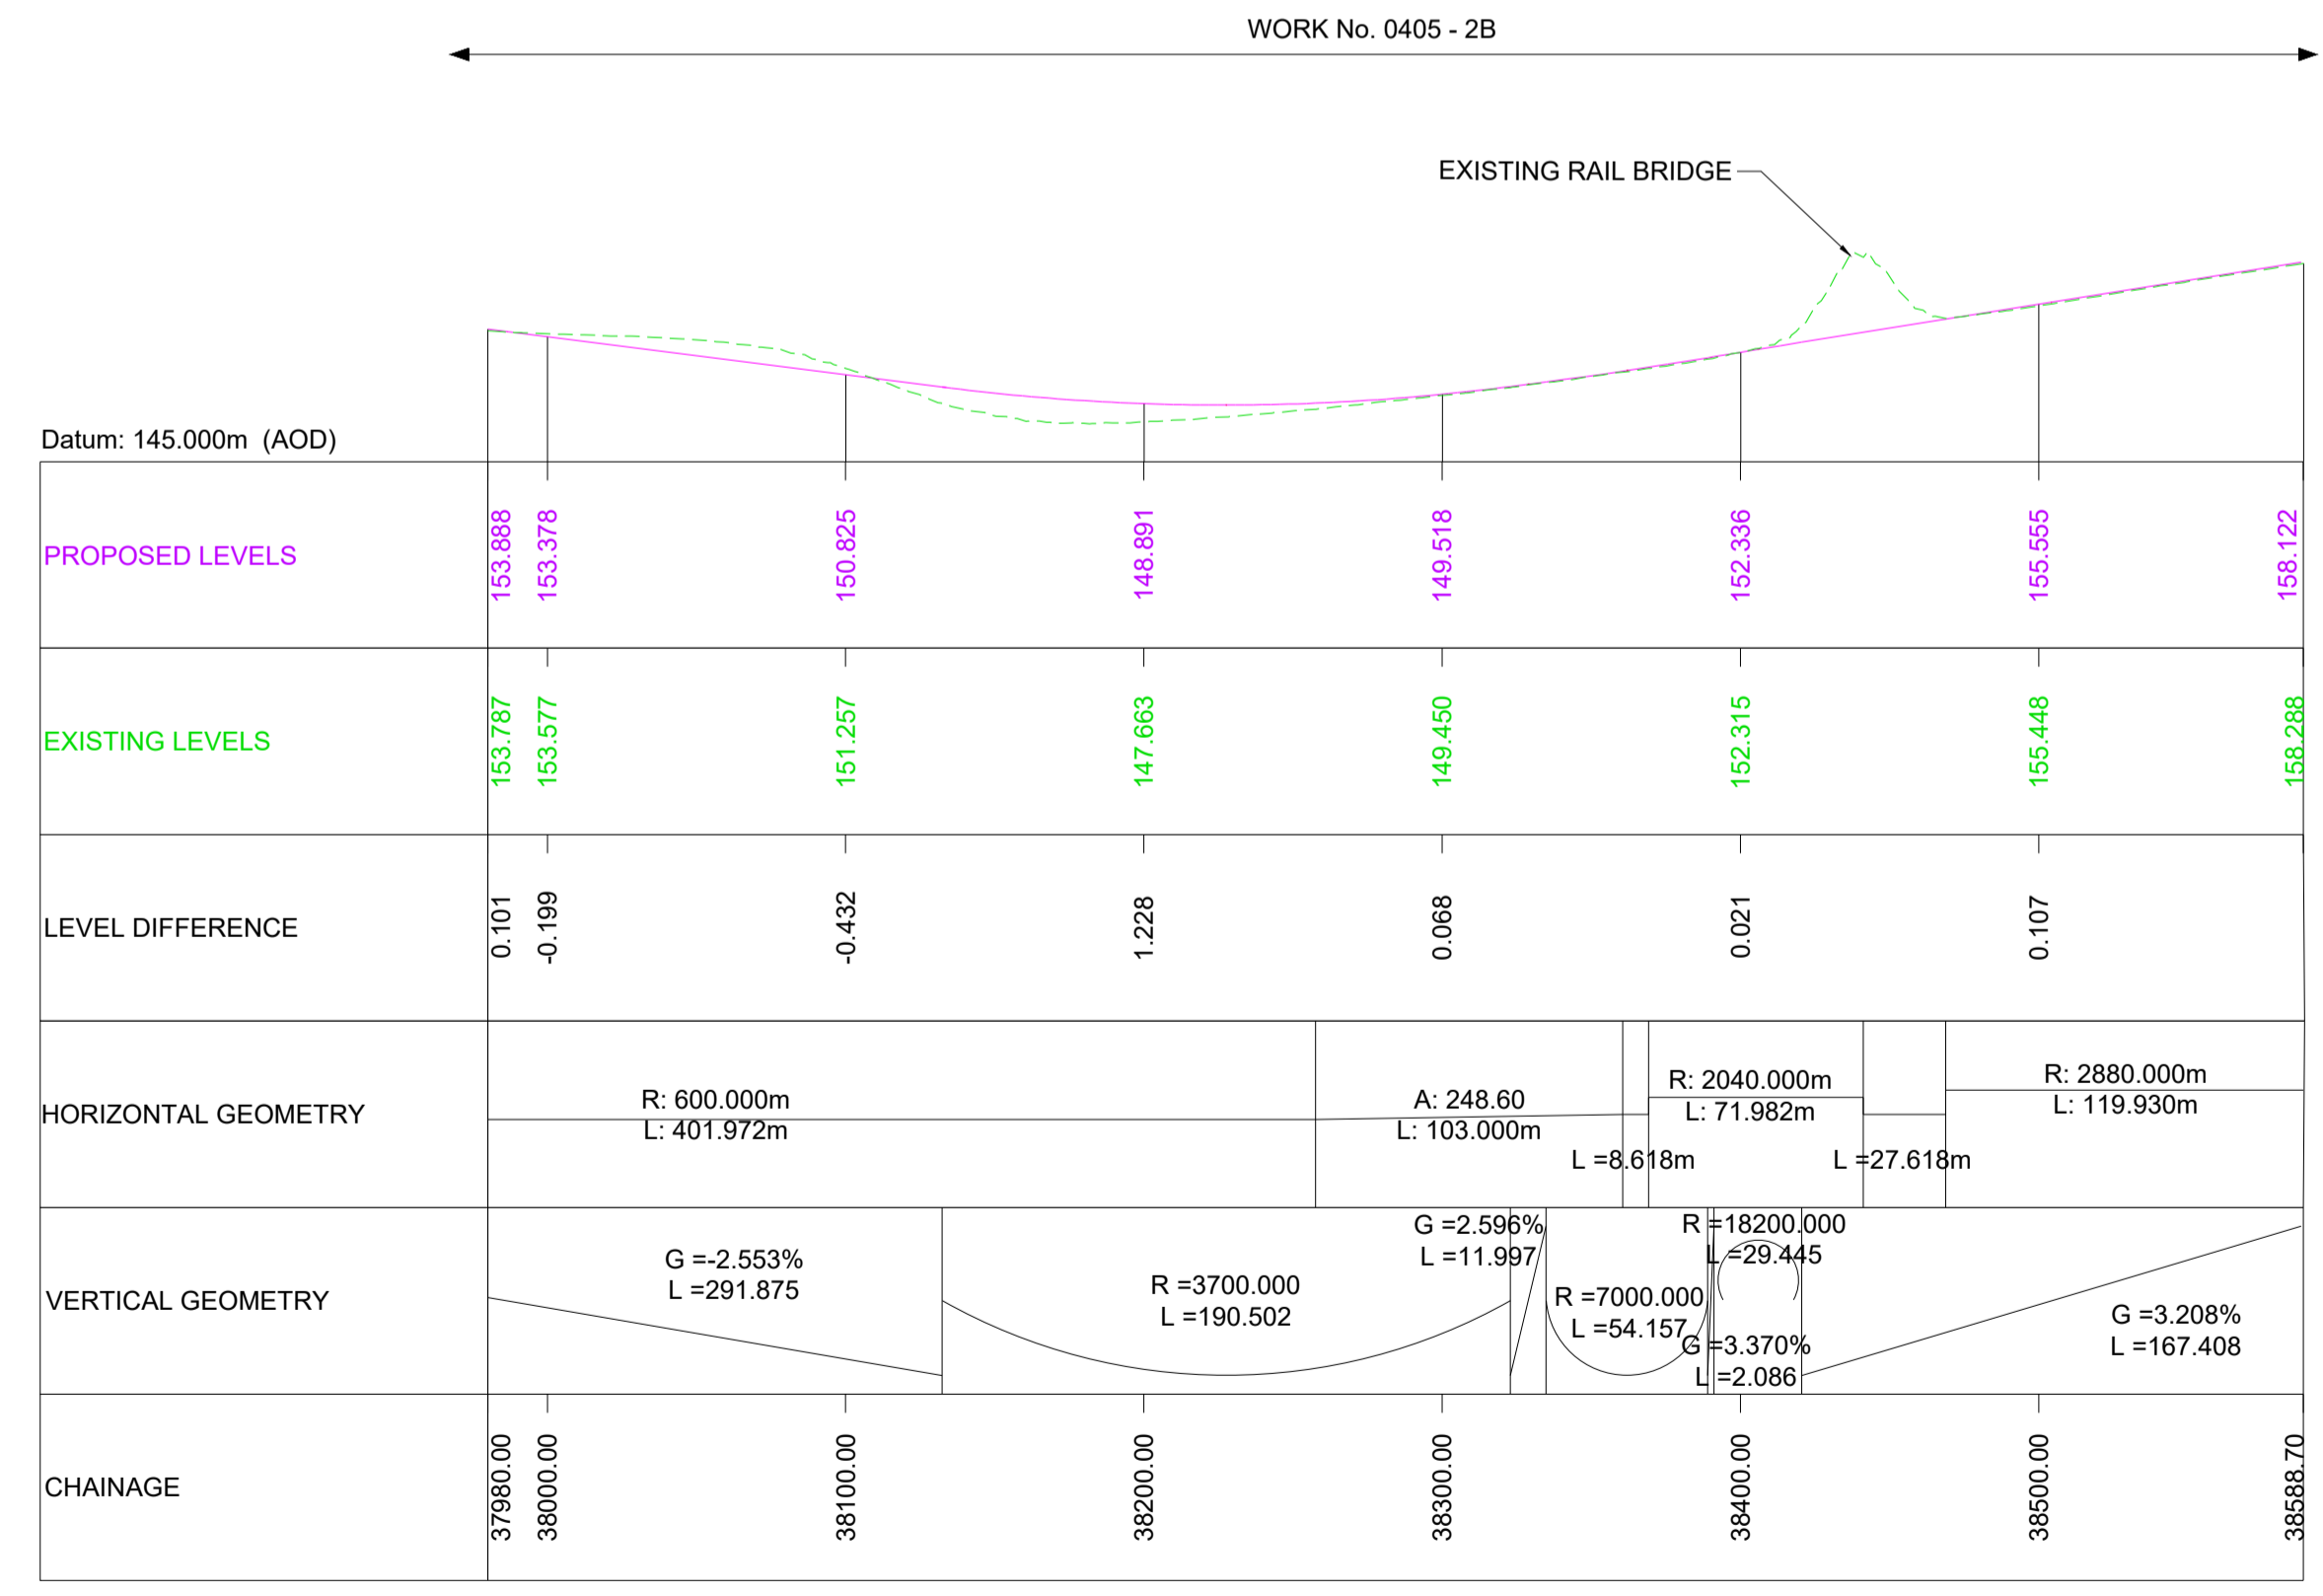 WORK No. 0405 - 2B
EXISTING RAIL BRIDGE
Datum: 145.000m (AOD)
PROPOSED LEVELS
153.888
153.378
150.825
148.891
149.518
152.336
155.555
158.122
EXISTING LEVELS
153.787
153.577
151.257
147.663
149.450
152.315
155.448
158.288
LEVEL DIFFERENCE
0.101
-0.199
-0.432
1.228
0.068
0.021
0.107
HORIZONTAL GEOMETRY
R: 600.000m
L: 401.972m
A: 248.60
L: 103.000m
L =8.618m
R: 2040.000m
L: 71.982m
L =27.618m
R: 2880.000m
L: 119.930m
VERTICAL GEOMETRY
G =-2.553%
L =291.875
R =3700.000
L =190.502
G =2.596%
L =11.997
R =7000.000
L =54.157
G =3.370%
L =2.086
R =18200.000
L =29.445
G =3.208%
L =167.408
CHAINAGE
37980.00
38000.00
38100.00
38200.00
38300.00
38400.00
38500.00
38588.70